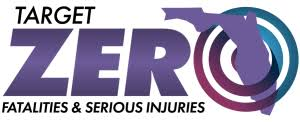 TARGET
ZERO
FATALITIES & SERIOUS INJURIES